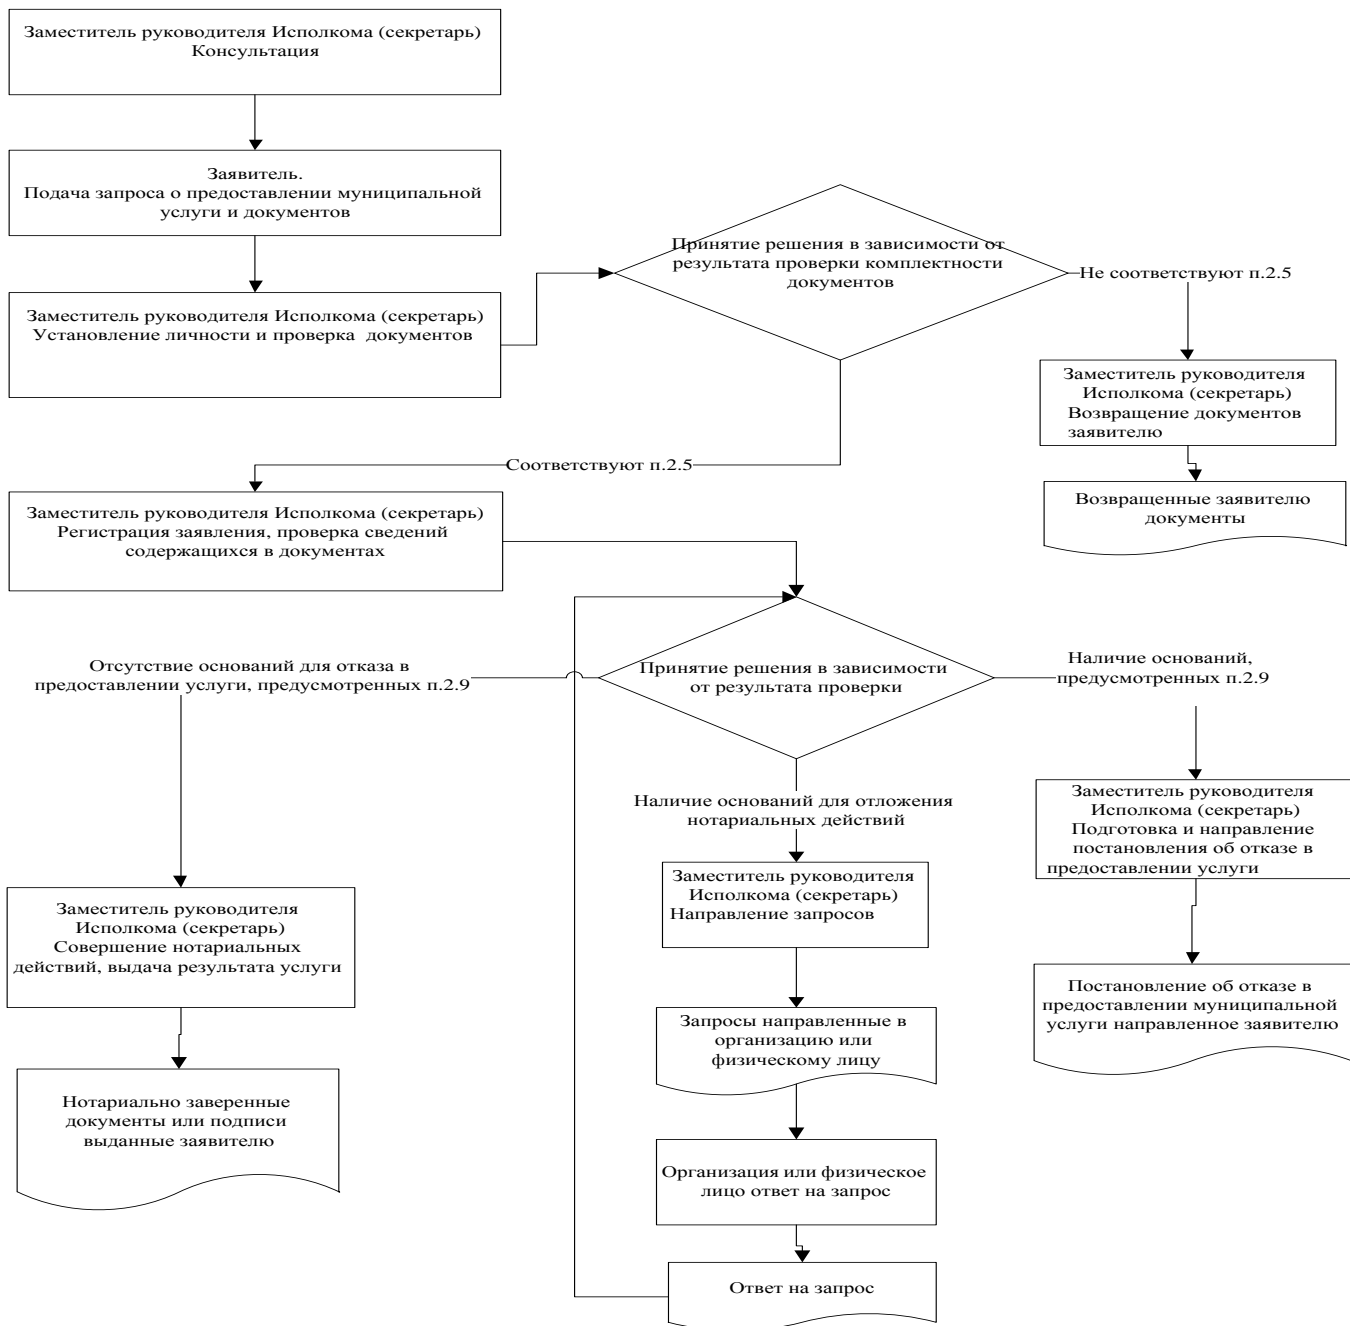 Заместитель руководителя Исполкома (секретарь)
Консультация
Заявитель.
Подача запроса о предоставлении муниципальной
услуги и документов
Заместитель руководителя Исполкома (секретарь)
Установление личности и проверка документов
Принятие решения в зависимости от
результата проверки комплектности
документов
Не соответствуют п.2.5
Заместитель руководителя
Исполкома (секретарь)
Возвращение документов
заявителю
Возвращенные заявителю
документы
Соответствуют п.2.5
Заместитель руководителя Исполкома (секретарь)
Регистрация заявления, проверка сведений
содержащихся в документах
Принятие решения в зависимости
от результата проверки
Отсутствие оснований для отказа в
предоставлении услуги, предусмотренных п.2.9
Наличие оснований,
предусмотренных п.2.9
Наличие оснований для отложения
нотариальных действий
Заместитель руководителя
Исполкома (секретарь)
Подготовка и направление
постановления об отказе в
предоставлении услуги
Заместитель руководителя
Исполкома (секретарь)
Направление запросов
Заместитель руководителя
Исполкома (секретарь)
Совершение нотариальных
действий, выдача результата услуги
Постановление об отказе в
предоставлении муниципальной
услуги направленное заявителю
Запросы направленные в
организацию или
физическому лицу
Нотариально заверенные
документы или подписи
выданные заявителю
Организация или физическое
лицо ответ на запрос
Ответ на запрос